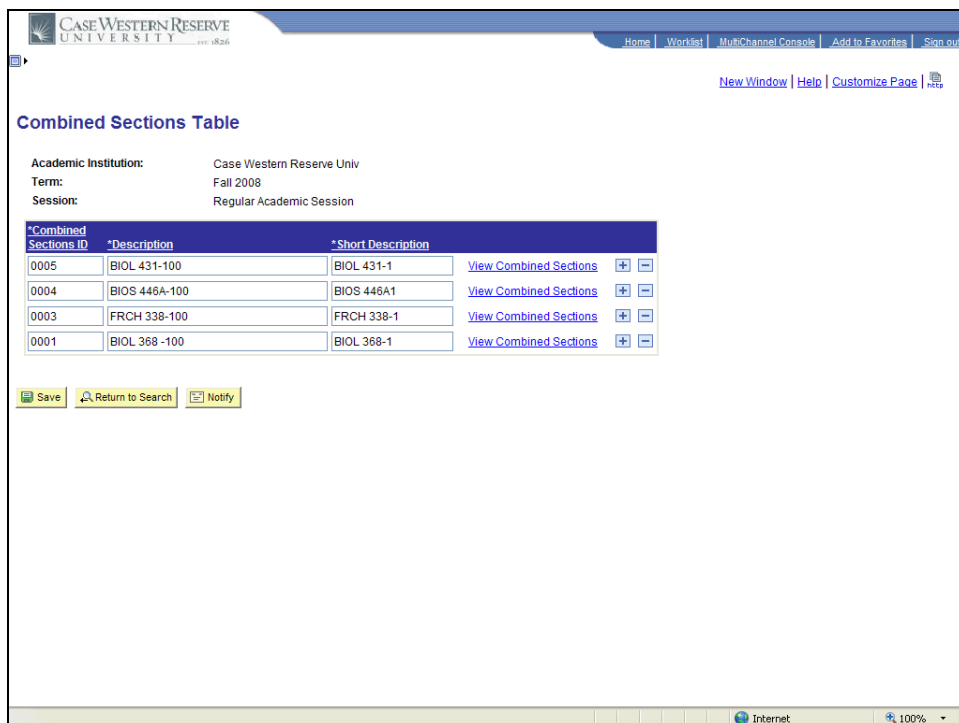 CASE WESTERN RESERVE
UNIVERSITY EST. 1826
Home | Worklist | MultiChannel Console | Add to Favorites | Sign out
New Window | Help | Customize Page | http
Combined Sections Table
Academic Institution: Case Western Reserve Univ
Term: Fall 2008
Session: Regular Academic Session
*Combined Sections ID *Description *Short Description
0005 BIOL 431-100 BIOL 431-1 View Combined Sections + -
0004 BIOS 446A-100 BIOS 446A1 View Combined Sections + -
0003 FRCH 338-100 FRCH 338-1 View Combined Sections + -
0001 BIOL 368 -100 BIOL 368-1 View Combined Sections + -
Save Return to Search Notify
Internet 100%